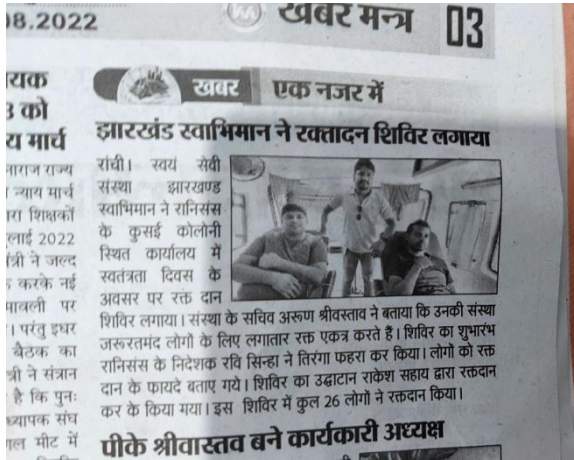 08.2022
खबर मन्त्र 03
खबर एक नजर में
झारखंड स्वाभिमान ने रक्तादान शिविर लगाया
रांची। स्वयं सेवी
संस्था झारखण्ड
स्वाभिमान ने रानिसंस
के कुसई कोलोनी
स्थित कार्यालय में
स्वतंत्रता दिवस के
अवसर पर रक्त दान
शिविर लगाया। संस्था के सचिव अरूण श्रीवस्ताव ने बताया कि उनकी संस्था
जरूरतमंद लोगों के लिए लगातार रक्त एकत्र करते हैं। शिविर का शुभारंभ
रानिसंस के निदेशक रवि सिन्हा ने तिरंगा फहरा कर किया। लोगों को रक्त
दान के फायदे बताए गये। शिविर का उद्घाटन राकेश सहाय द्वारा रक्तदान
कर के किया गया। इस शिविर में कुल 26 लोगों ने रक्तदान किया।
पीके श्रीवास्तव बने कार्यकारी अध्यक्ष
यक
3 को
य मार्च
नाराज राज्य
न्याय मार्च
रा शिक्षकों
लाई 2022
मंत्री ने जल्द
करके नई
मावली पर
। परंतु इधर
बैठक का
त्री ने संत्रान
है कि पुनः
ध्यापक संघ
ल मीट में